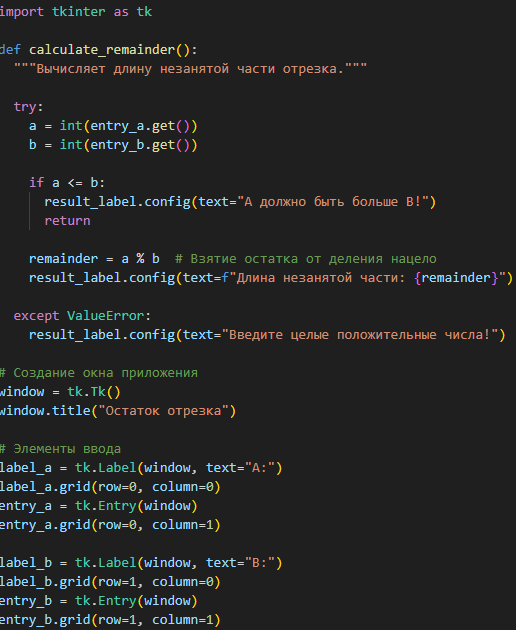 import tkinter as tk
def calculate_remainder():
"""Вычисляет длину незанятой части отрезка."""
try:
a = int(entry_a.get())
b = int(entry_b.get())
if a <= b:
result_label.config(text="A должно быть больше B!")
return
remainder = a % b  # Взятие остатка от деления нацело
result_label.config(text=f"Длина незанятой части: {remainder}")
except ValueError:
result_label.config(text="Введите целые положительные числа!")
# Создание окна приложения
window = tk.Tk()
window.title("Остаток отрезка")
# Элементы ввода
label_a = tk.Label(window, text="A:")
label_a.grid(row=0, column=0)
entry_a = tk.Entry(window)
entry_a.grid(row=0, column=1)
label_b = tk.Label(window, text="B:")
label_b.grid(row=1, column=0)
entry_b = tk.Entry(window)
entry_b.grid(row=1, column=1)